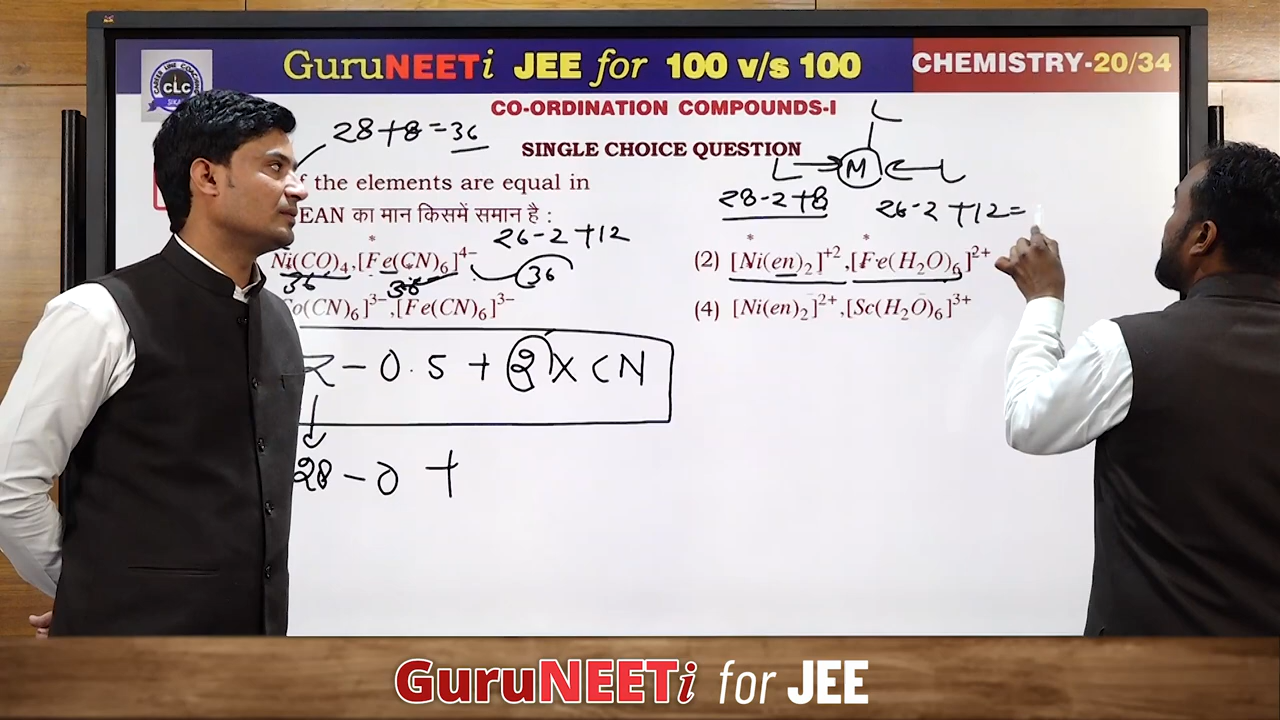 GuruNEETi JEE for 100 v/s 100
CHEMISTRY-20/34
CLC
CO-ORDINATION COMPOUNDS-I
28+8=36
SINGLE CHOICE QUESTION
L
L → M ← L
f the elements are equal in
EAN का मान किसमें समान है :
28-2+8
26-2+12=
26-2+12
Ni(CO)₄,[Fe(CN)₆]⁴⁻
36
36
36
(2) [Ni(en)₂]⁺²,[Fe(H₂O)₆]²⁺
o(CN)₆]³⁻,[Fe(CN)₆]³⁻
(4) [Ni(en)₂]²⁺,[Sc(H₂O)₆]³⁺
Z - 0.5 + 2 X CN
28 - 0 +
GuruNEETi for JEE